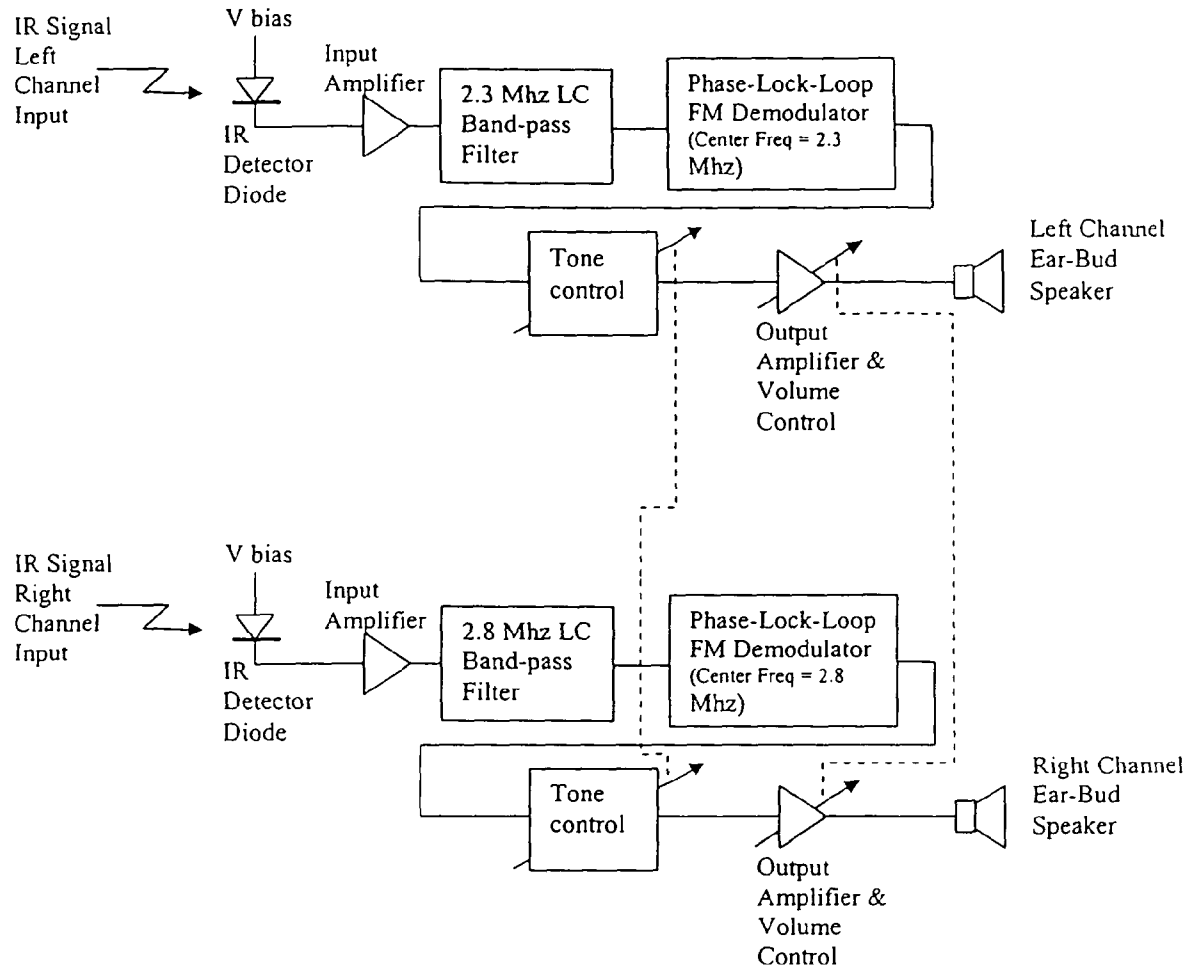 IR Signal
Left
Channel
Input
V bias
IR
Detector
Diode
Input
Amplifier
2.3 Mhz LC
Band-pass
Filter
Phase-Lock-Loop
FM Demodulator
(Center Freq = 2.3
Mhz)
Tone
control
Output
Amplifier &
Volume
Control
Left Channel
Ear-Bud
Speaker
IR Signal
Right
Channel
Input
V bias
IR
Detector
Diode
Input
Amplifier
2.8 Mhz LC
Band-pass
Filter
Phase-Lock-Loop
FM Demodulator
(Center Freq = 2.8
Mhz)
Tone
control
Output
Amplifier &
Volume
Control
Right Channel
Ear-Bud
Speaker